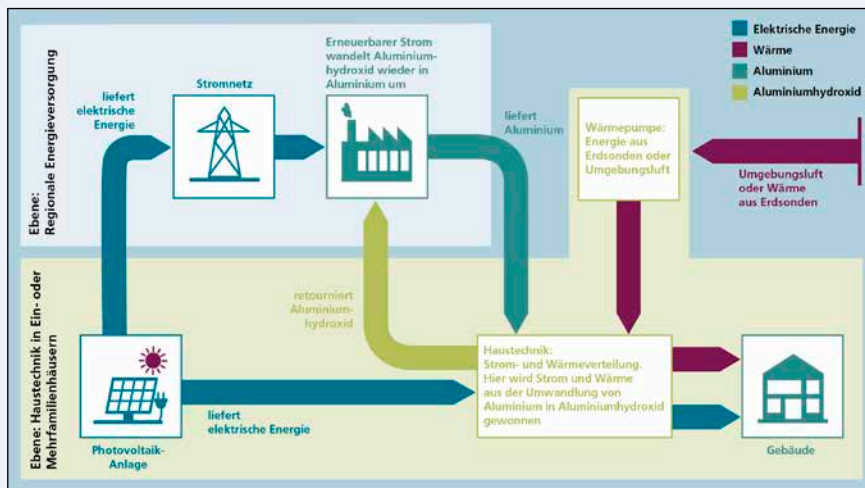 Elektrische Energie
Wärme
Aluminium
Aluminiumhydroxid
Ebene:
Regionale Energieversorgung
liefert
elektrische
Energie
Stromnetz
Erneuerbarer Strom
wandelt Aluminium-
hydroxid wieder in
Aluminium um
liefert
Aluminium
Wärmepumpe:
Energie aus
Erdsonden oder
Umgebungsluft
Umgebungsluft
oder Wärme
aus Erdsonden
Ebene: Haustechnik in Ein- oder
Mehrfamilienhäusern
retourniert
Aluminium-
hydroxid
Photovoltaik-
Anlage
liefert
elektrische Energie
Haustechnik:
Strom- und Wärmeverteilung.
Hier wird Strom und Wärme
aus der Umwandlung von
Aluminium in Aluminiumhydroxid
gewonnen
Gebäude